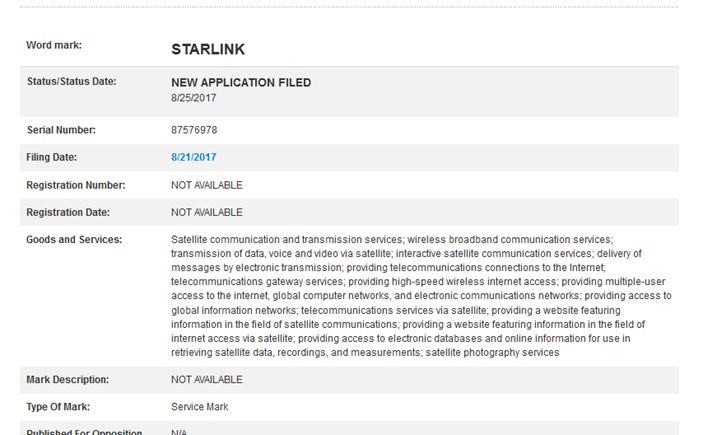 Word mark: STARLINK
Status/Status Date: NEW APPLICATION FILED
8/25/2017
Serial Number: 87576978
Filing Date: 8/21/2017
Registration Number: NOT AVAILABLE
Registration Date: NOT AVAILABLE
Goods and Services: Satellite communication and transmission services; wireless broadband communication services;
transmission of data, voice and video via satellite; interactive satellite communication services; delivery of
messages by electronic transmission; providing telecommunications connections to the Internet;
telecommunications gateway services; providing high-speed wireless internet access; providing multiple-user
access to the internet, global computer networks, and electronic communications networks; providing access to
global information networks; telecommunications services via satellite; providing a website featuring
information in the field of satellite communications; providing a website featuring information in the field of
internet access via satellite; providing access to electronic databases and online information for use in
retrieving satellite data, recordings, and measurements; satellite photography services
Mark Description: NOT AVAILABLE
Type Of Mark: Service Mark
Published For Opposition N/A